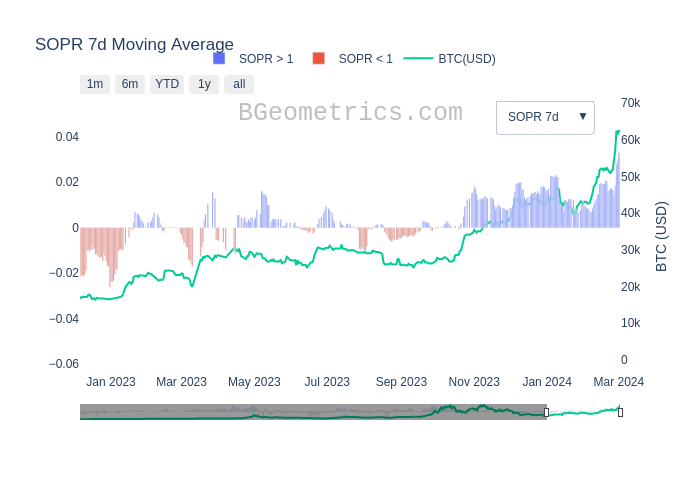 SOPR 7d Moving Average
SOPR > 1 SOPR < 1 BTC(USD)
1m 6m YTD 1y all
BGeometrics.com
SOPR 7d ▼
70k
0.04 60k
0.02 50k
0 40k
−0.02 30k
20k
−0.04 10k
−0.06 0
BTC (USD)
Jan 2023 Mar 2023 May 2023 Jul 2023 Sep 2023 Nov 2023 Jan 2024 Mar 2024